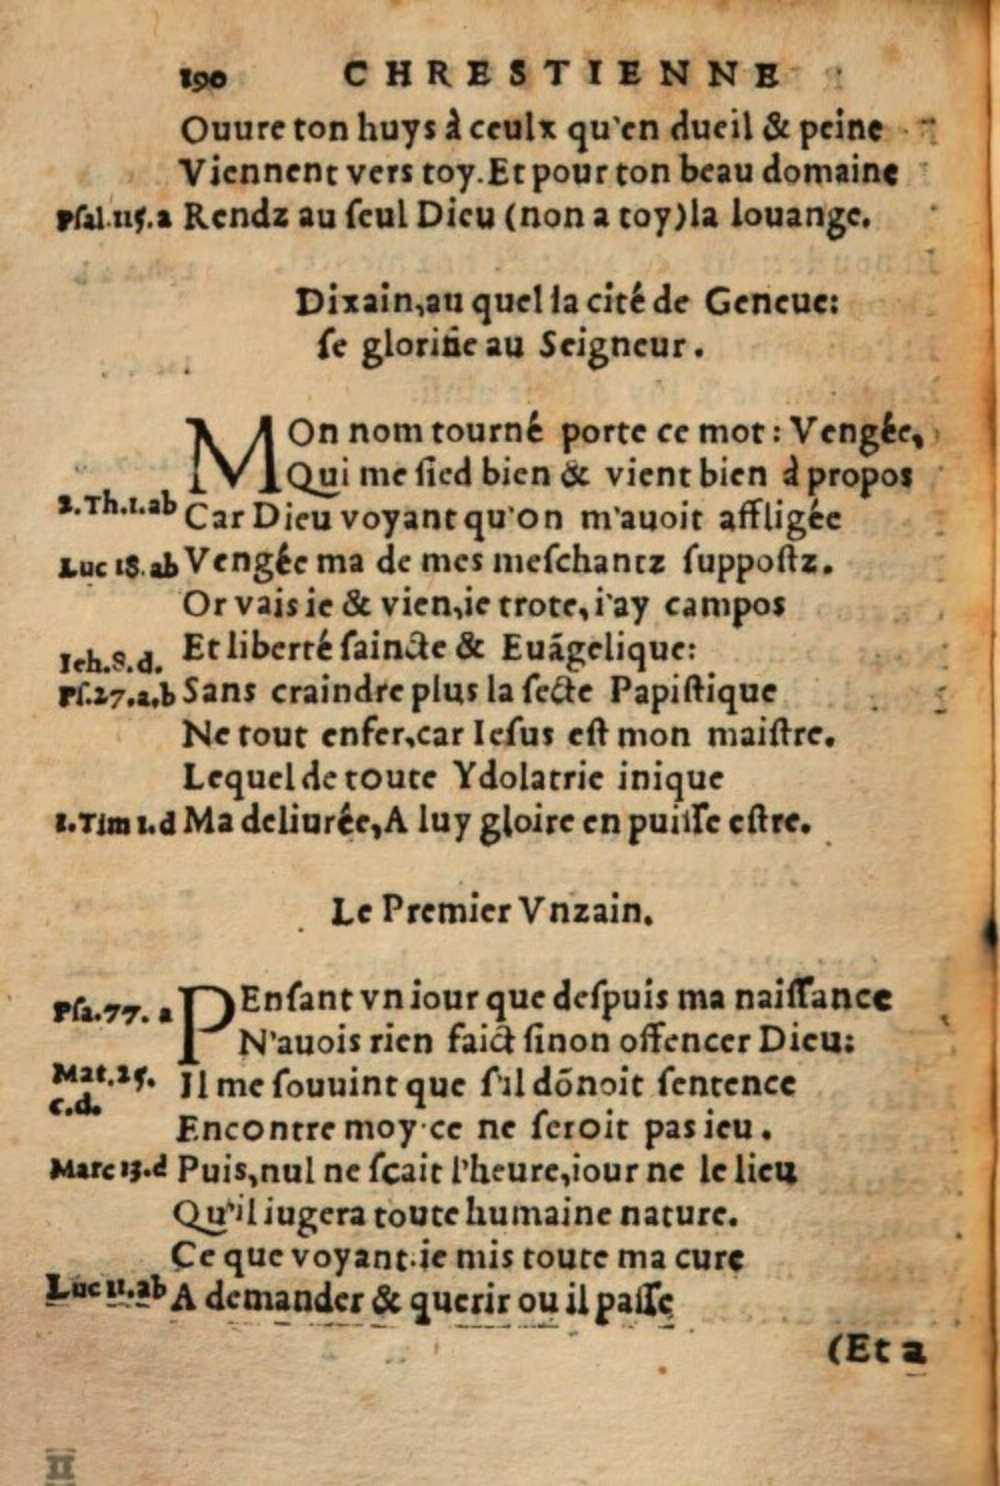 190 CHRESTIENNE
Ouure ton huys à ceulx qu'en dueil & peine
Viennent vers toy. Et pour ton beau domaine
Pſal.115.a Rendz au ſeul Dieu (non a toy) la louange.
Dixain, au quel la cité de Geneue:
ſe glorifie au Seigneur.
MOn nom tourné porte ce mot: Vengée,
Qui me ſied bien & vient bien à propos
2.Th.1.ab Car Dieu voyant qu'on m'auoit affligée
Luc 18.ab Vengée ma de mes meſchantz ſuppoſtz.
Or vais ie & vien, ie trote, i'ay campos
Et liberté ſaincte & Euãgelique:
Ieh.8.d.
Pſ.27.a,b Sans craindre plus la ſecte Papiſtique
Ne tout enfer, car Ieſus eſt mon maiſtre.
Lequel de toute Ydolatrie inique
1.Tim 1.d Ma deliurée, A luy gloire en puiſſe eſtre.
Le Premier Vnzain.
Pſa.77. a PEnſant vn iour que deſpuis ma naiſſance
N'auois rien faict ſinon offencer Dieu:
Mat.25. Il me ſouuint que ſ'il dõnoit ſentence
c.d.
Encontre moy ce ne ſeroit pas ieu.
Marc 13.d Puis, nul ne ſcait l'heure, iour ne le lieu
Qu'il iugera toute humaine nature.
Ce que voyant ie mis toute ma cure
Luc 11.ab A demander & querir ou il paſſe
(Et a
II